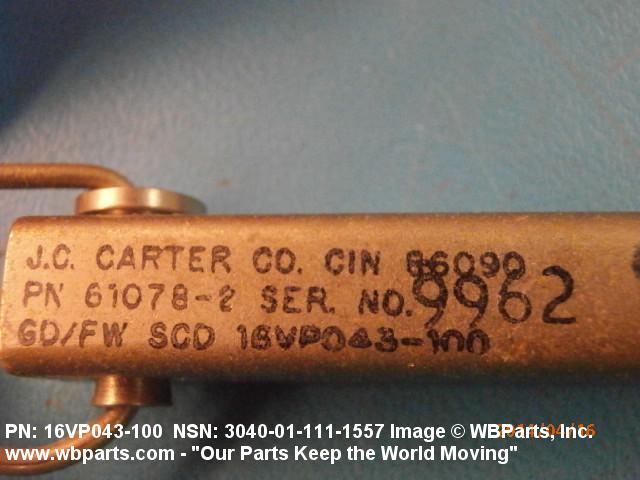 J.C. CARTER CO. CIN 86090
PN 61078-2 SER. NO. 9962
GD/FW SCD 16VP043-100
PN: 16VP043-100 NSN: 3040-01-111-1557 Image © WBParts, Inc.
www.wbparts.com - "Our Parts Keep the World Moving"